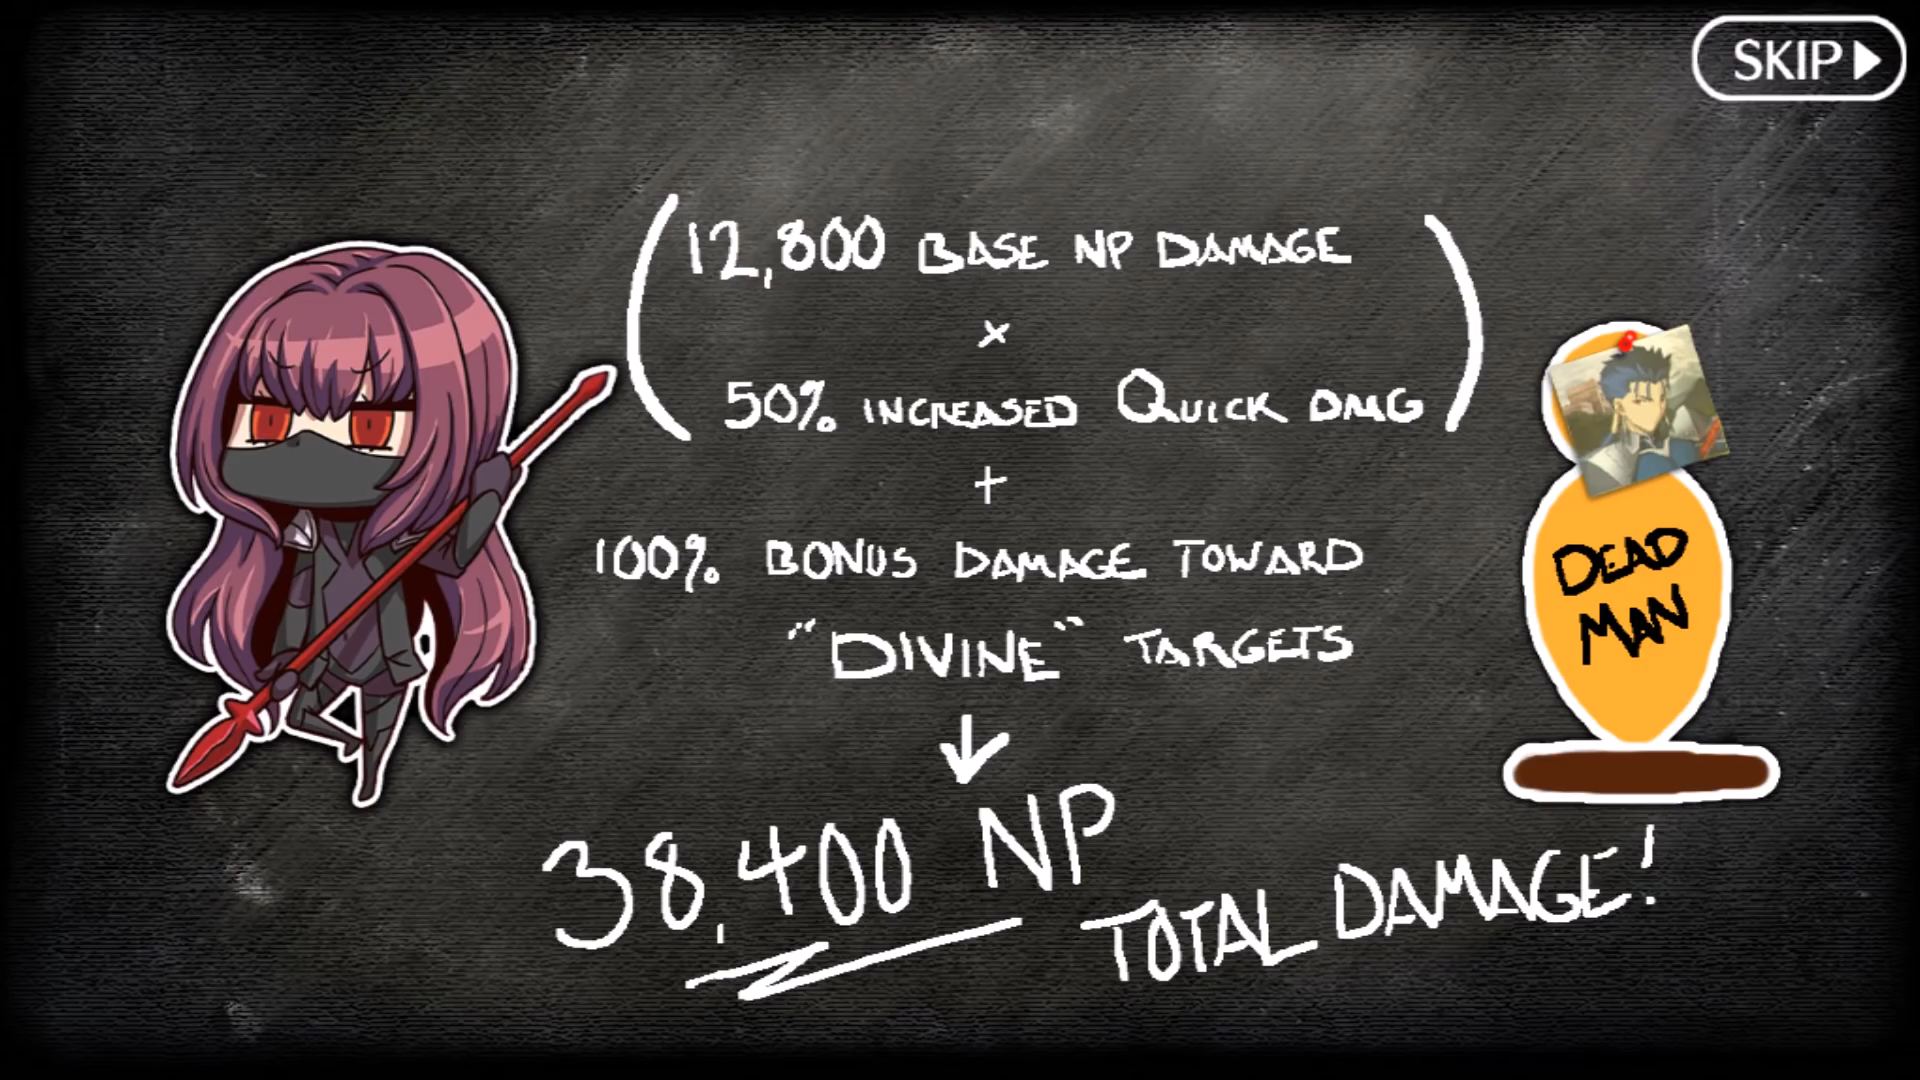 SKIP
12,800 BASE NP DAMAGE
×
50% INCREASED QUICK DMG
+
100% BONUS DAMAGE TOWARD
"DIVINE" TARGETS
↓
38,400 NP
TOTAL DAMAGE!
DEAD
MAN